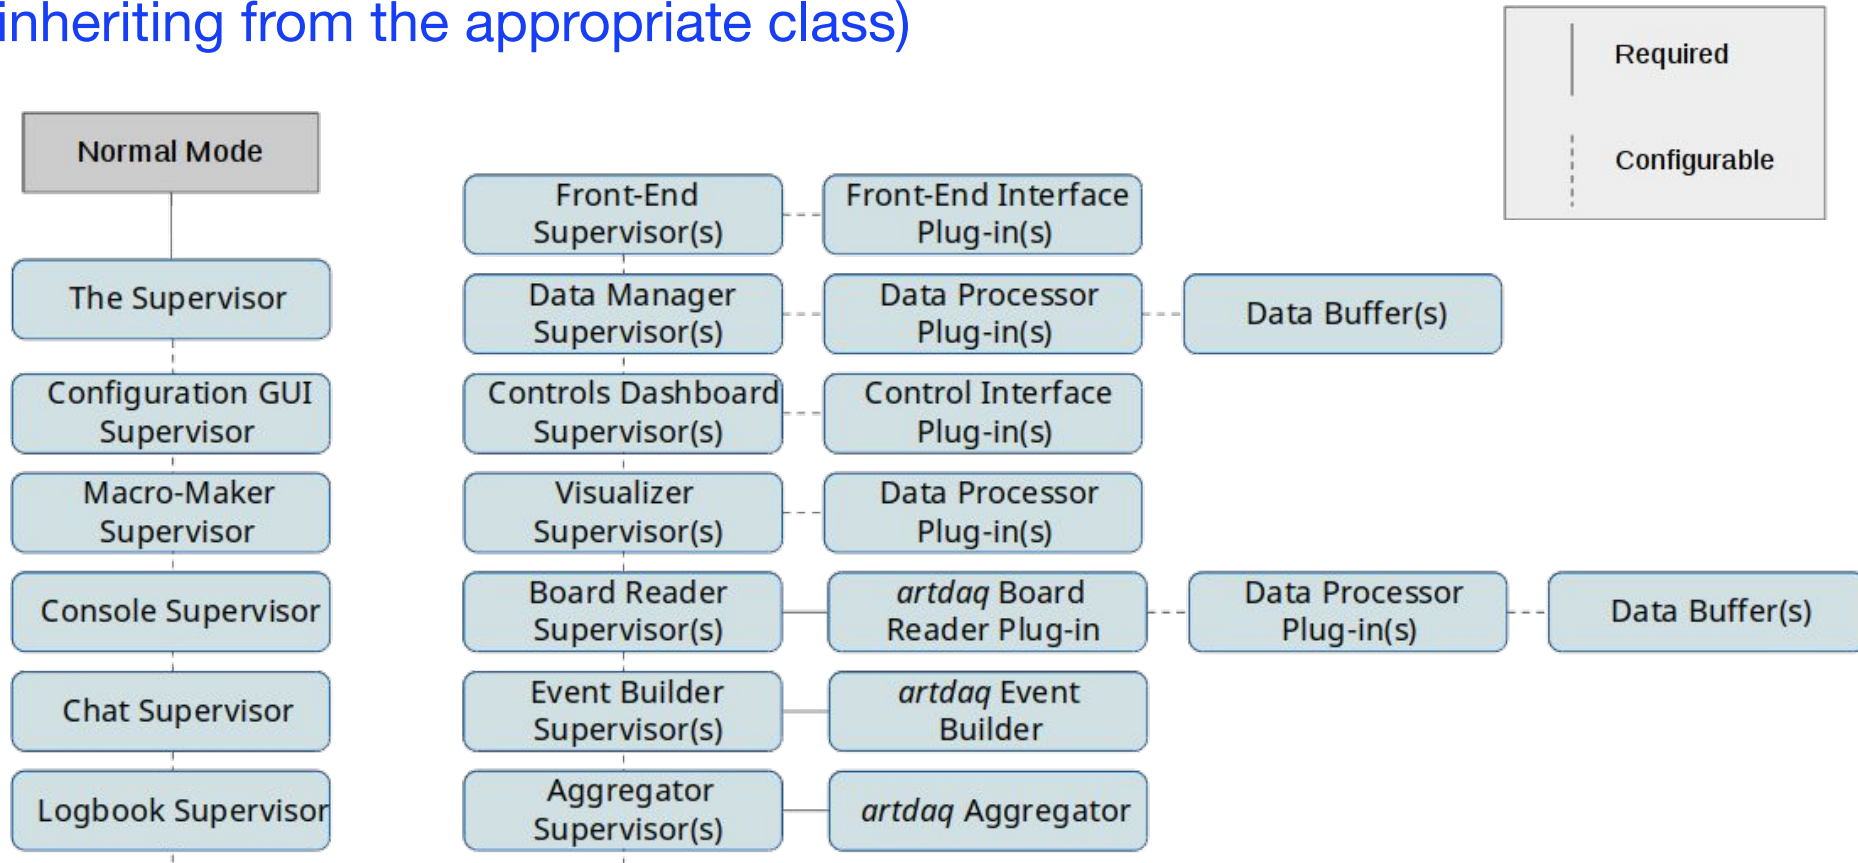 inheriting from the appropriate class)
Required
Configurable
Normal Mode
The Supervisor
Configuration GUI
Supervisor
Macro-Maker
Supervisor
Console Supervisor
Chat Supervisor
Logbook Supervisor
Front-End
Supervisor(s)
Front-End Interface
Plug-in(s)
Data Manager
Supervisor(s)
Data Processor
Plug-in(s)
Data Buffer(s)
Controls Dashboard
Supervisor(s)
Control Interface
Plug-in(s)
Visualizer
Supervisor(s)
Data Processor
Plug-in(s)
Board Reader
Supervisor(s)
artdaq Board
Reader Plug-in
Data Processor
Plug-in(s)
Data Buffer(s)
Event Builder
Supervisor(s)
artdaq Event
Builder
Aggregator
Supervisor(s)
artdaq Aggregator